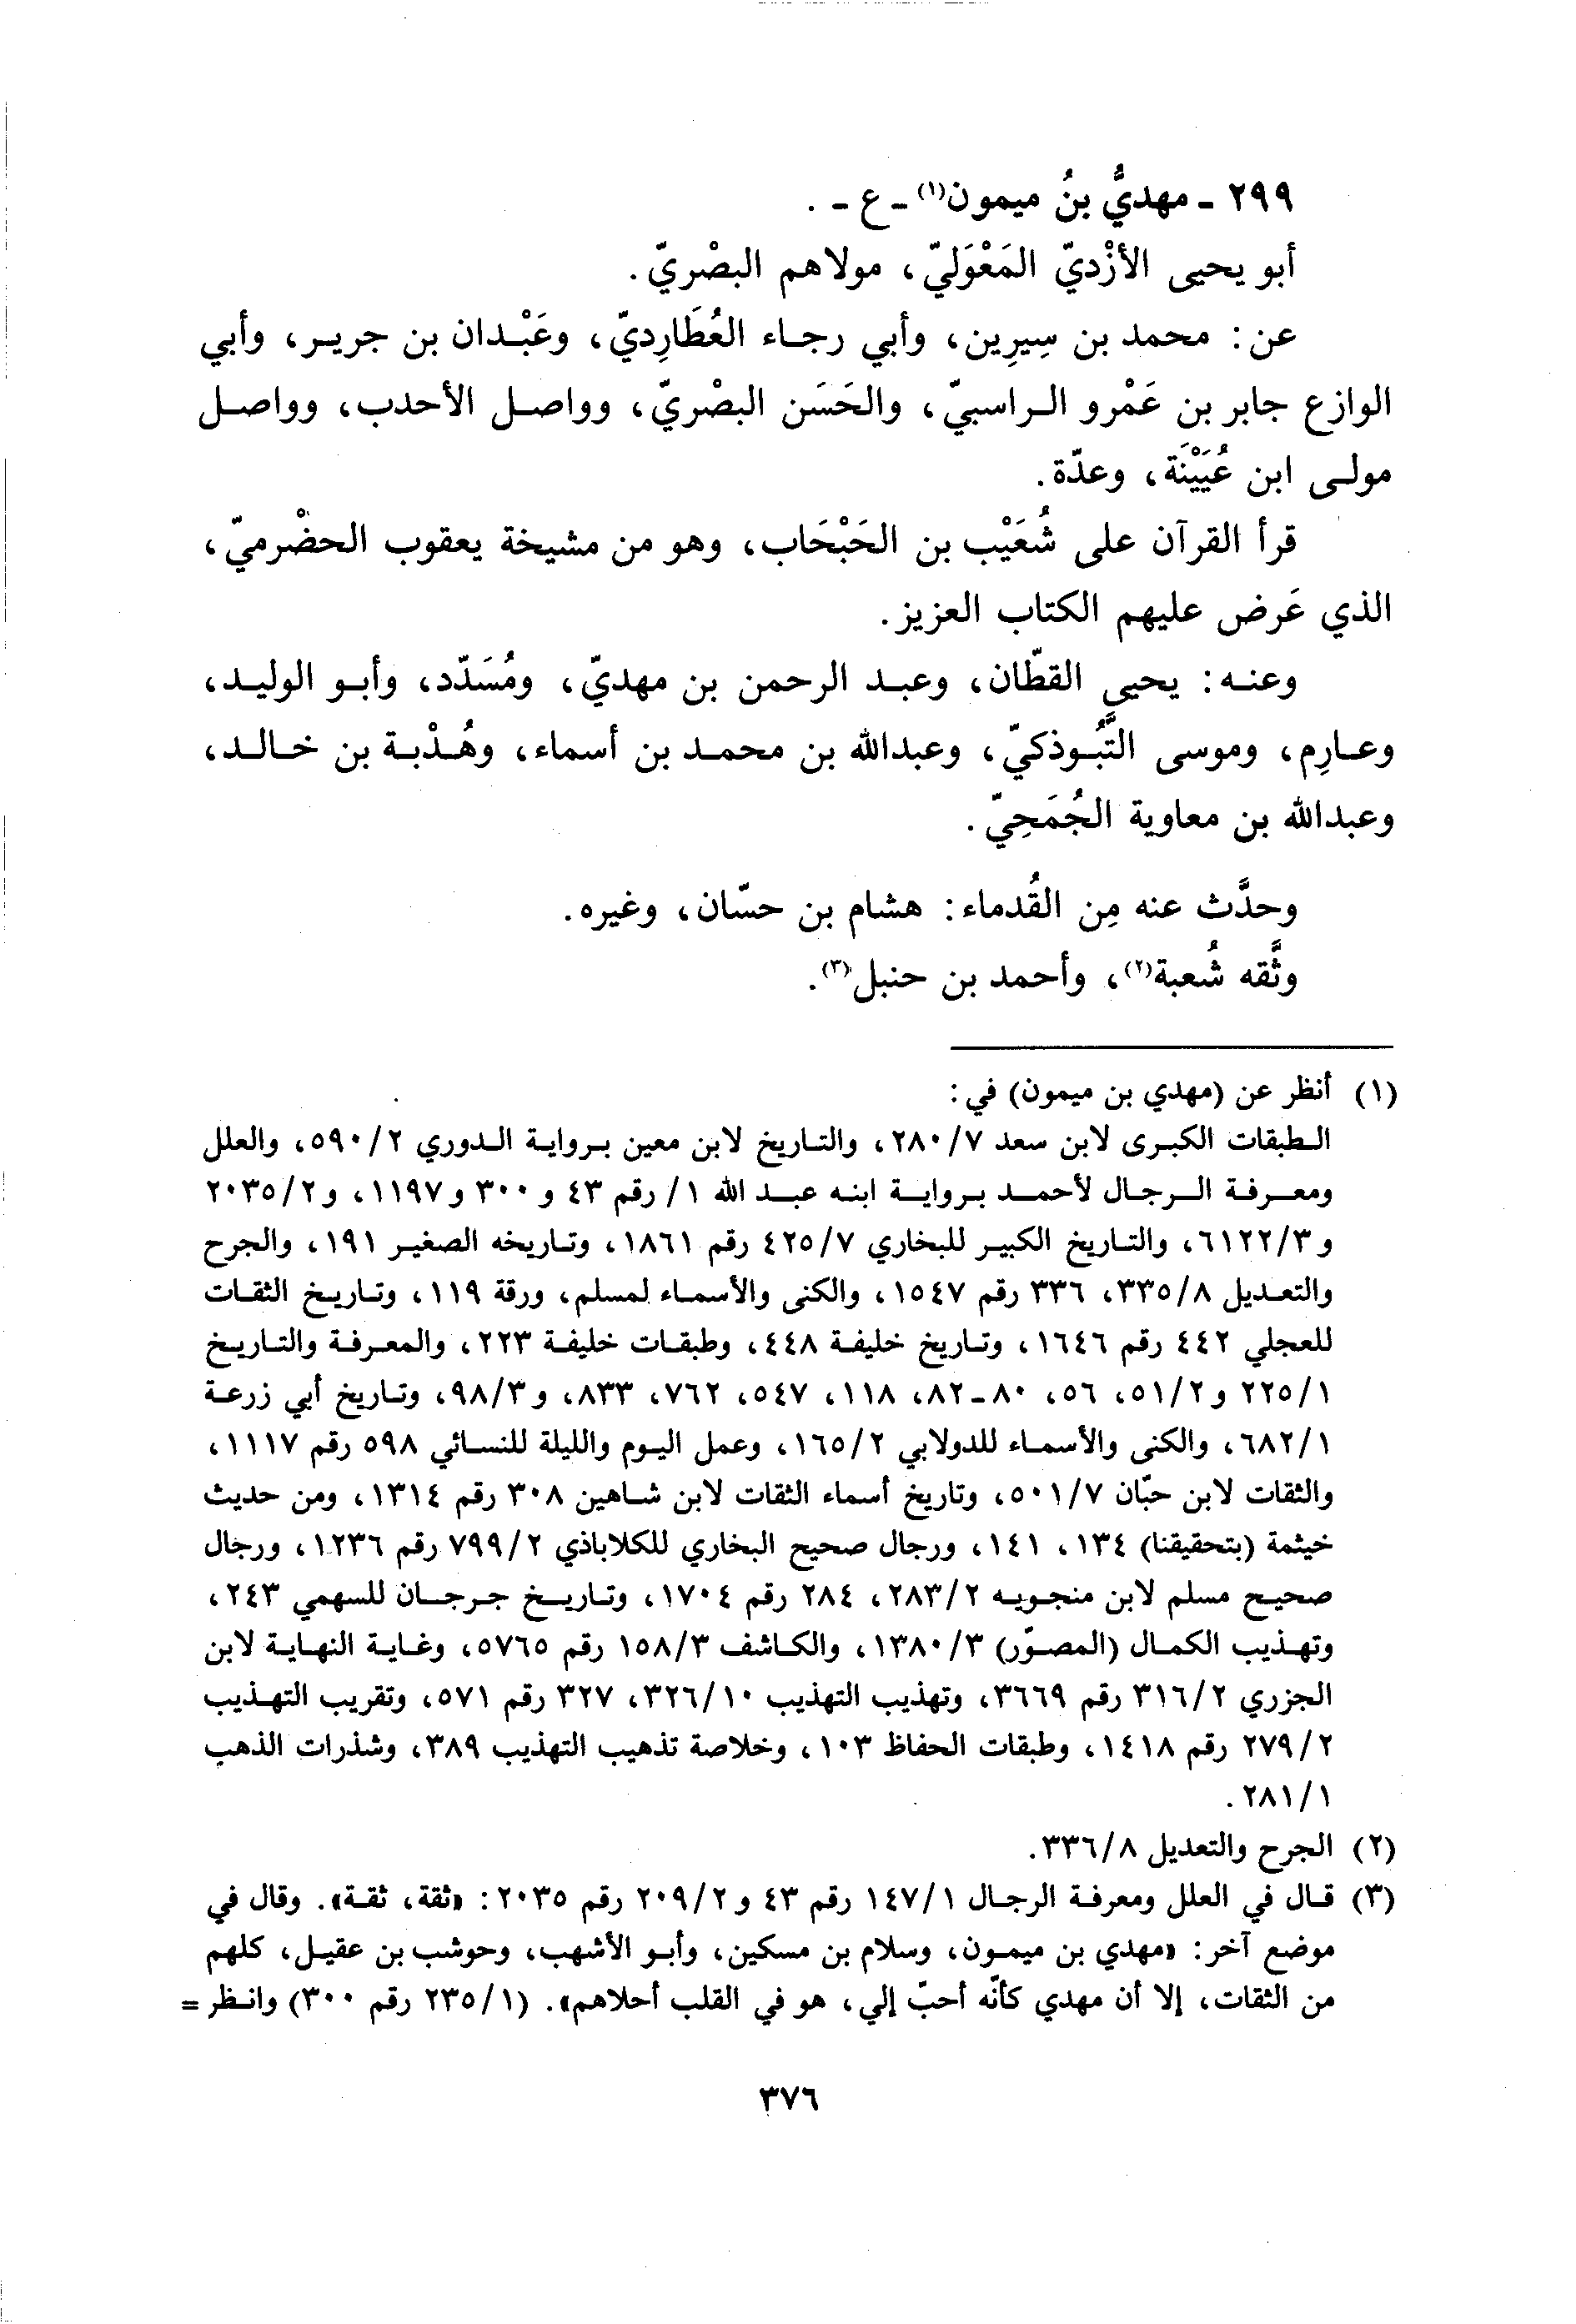 ٢٩٩ - مهديُّ بنُ ميمون(١) - ع - .
أبو يحيى الأزْديّ المَعْوَليّ، مولاهم البصْريّ.
عن: محمد بن سِيرِين، وأبي رجاء العُطَارِديّ، وعَبْدان بن جرير، وأبي
الوازع جابر بن عَمْرو الراسبيّ، والحَسَن البصْريّ، وواصل الأحدب، وواصل
مولى ابن عُيَيْنَة، وعدّة.
قرأ القرآن على شُعَيْب بن الحَبْحَاب، وهو من مشيخة يعقوب الحضْرميّ،
الذي عَرض عليهم الكتاب العزيز.
وعنه: يحيى القطّان، وعبد الرحمن بن مهديّ، ومُسَدّد، وأبو الوليد،
وعارِم، وموسى التَّبُوذكيّ، وعبدالله بن محمد بن أسماء، وهُدْبة بن خالد،
وعبدالله بن معاوية الجُمَحِيّ.
وحدَّث عنه مِن القُدماء: هشام بن حسّان، وغيره.
وثَّقه شُعبة(٢)، وأحمد بن حنبل(٣).
(١) أنظر عن (مهدي بن ميمون) في:
الطبقات الكبرى لابن سعد ٢٨٠/٧، والتاريخ لابن معين برواية الدوري ٥٩٠/٢، والعلل
ومعرفة الرجال لأحمد برواية ابنه عبد الله ١/ رقم ٤٣ و ٣٠٠ و١١٩٧، و٢٠٣٥/٢
و ٦١٢٢/٣، والتاريخ الكبير للبخاري ٤٢٥/٧ رقم ١٨٦١، وتاريخه الصغير ١٩١، والجرح
والتعديل ٣٣٥/٨، ٣٣٦ رقم ١٥٤٧، والكنى والأسماء لمسلم، ورقة ١١٩، وتاريخ الثقات
للعجلي ٤٤٢ رقم ١٦٤٦، وتاريخ خليفة ٤٤٨، وطبقات خليفة ٢٢٣، والمعرفة والتاريخ
٢٢٥/١ و٥١/٢، ٥٦، ٨٠-٨٢، ١١٨، ٥٤٧، ٧٦٢، ٨٣٣، و٩٨/٣، وتاريخ أبي زرعة
٦٨٢/١، والكنى والأسماء للدولابي ١٦٥/٢، وعمل اليوم والليلة للنسائي ٥٩٨ رقم ١١١٧،
والثقات لابن حبّان ٥٠١/٧، وتاريخ أسماء الثقات لابن شاهين ٣٠٨ رقم ١٣١٤، ومن حديث
خيثمة (بتحقيقنا) ١٣٤، ١٤١، ورجال صحيح البخاري للكلاباذي ٧٩٩/٢ رقم ١٢٣٦، ورجال
صحيح مسلم لابن منجويه ٢٨٣/٢، ٢٨٤ رقم ١٧٠٤، وتاريخ جرجان للسهمي ٢٤٣،
وتهذيب الكمال (المصوّر) ١٣٨٠/٣، والكاشف ١٥٨/٣ رقم ٥٧٦٥، وغاية النهاية لابن
الجزري ٣١٦/٢ رقم ٣٦٦٩، وتهذيب التهذيب ٣٢٦/١٠، ٣٢٧ رقم ٥٧١، وتقريب التهذيب
٢٧٩/٢ رقم ١٤١٨، وطبقات الحفاظ ١٠٣، وخلاصة تذهيب التهذيب ٣٨٩، وشذرات الذهب
٢٨١/١.
(٢) الجرح والتعديل ٣٣٦/٨.
(٣) قال في العلل ومعرفة الرجال ١٤٧/١ رقم ٤٣ و ٢٠٩/٢ رقم ٢٠٣٥: «ثقة، ثقة». وقال في
موضع آخر: «مهدي بن ميمون، وسلام بن مسكين، وأبو الأشهب، وحوشب بن عقيل، كلهم
من الثقات، إلا أن مهدي كأنّه أحبّ إلي، هو في القلب أحلاهم». (٢٣٥/١ رقم ٣٠٠) وانظر =
٣٧٦